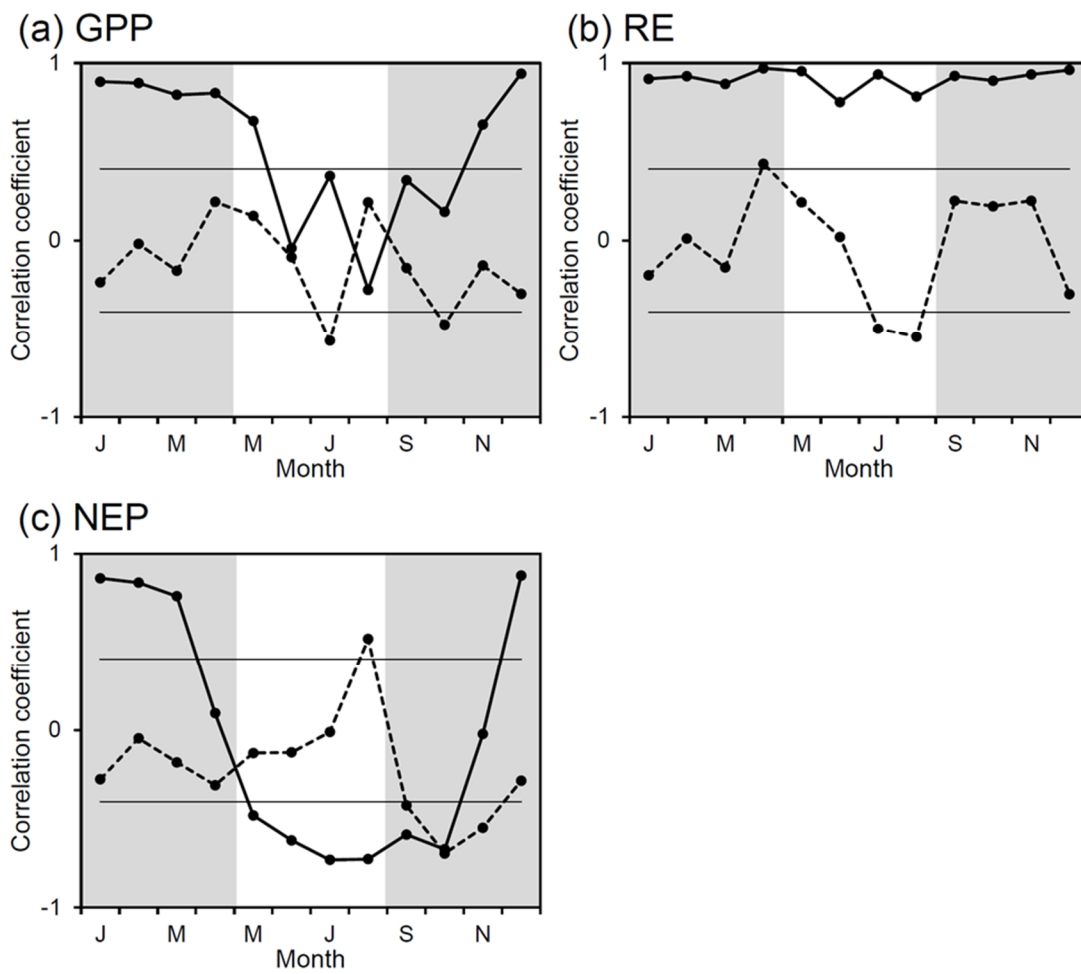 (a) GPP
1
0
-1
Correlation coefficient
J M M J S N
Month
(b) RE
1
0
-1
Correlation coefficient
J M M J S N
Month
(c) NEP
1
0
-1
Correlation coefficient
J M M J S N
Month